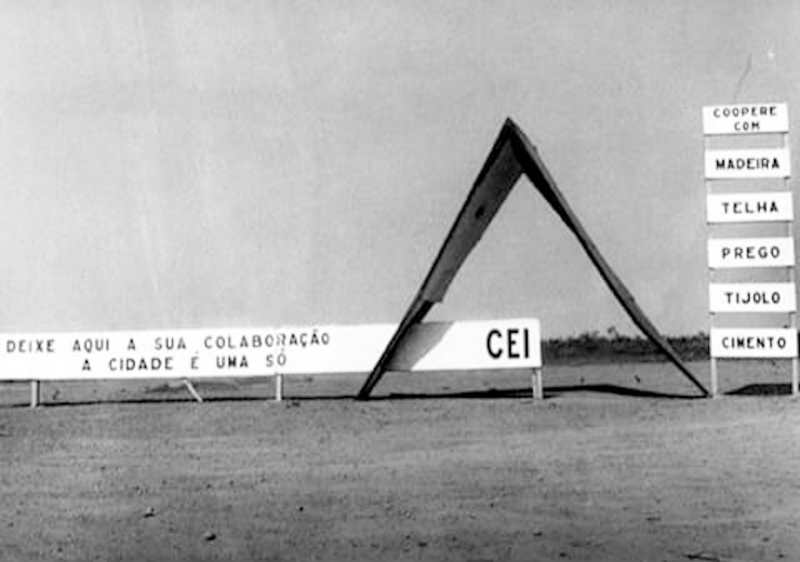 DEIXE AQUI A SUA COLABORAÇÃO
A CIDADE É UMA SÓ
CEI
COOPERE
COM
MADEIRA
TELHA
PREGO
TIJOLO
CIMENTO